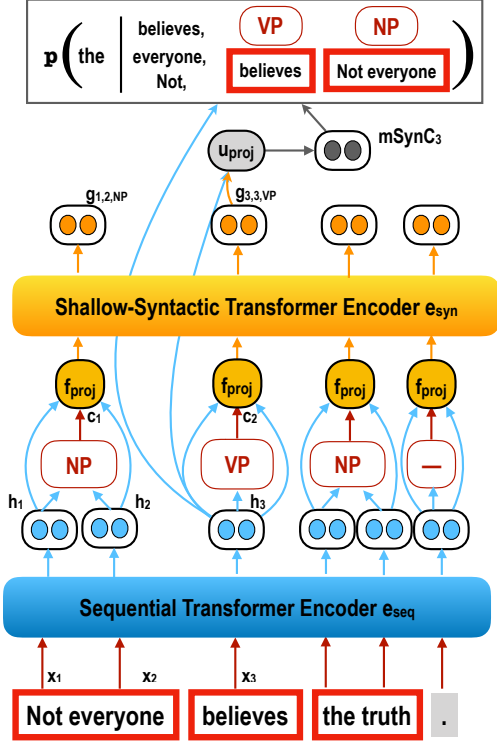 VP NP
p ( the | believes, everyone, Not, believes Not everyone )
uproj mSynC3
g1,2,NP g3,3,VP
Shallow-Syntactic Transformer Encoder esyn
fproj fproj fproj fproj
c1 c2
NP VP NP —
h1 h2 h3
Sequential Transformer Encoder eseq
x1 x2 x3
Not everyone believes the truth .